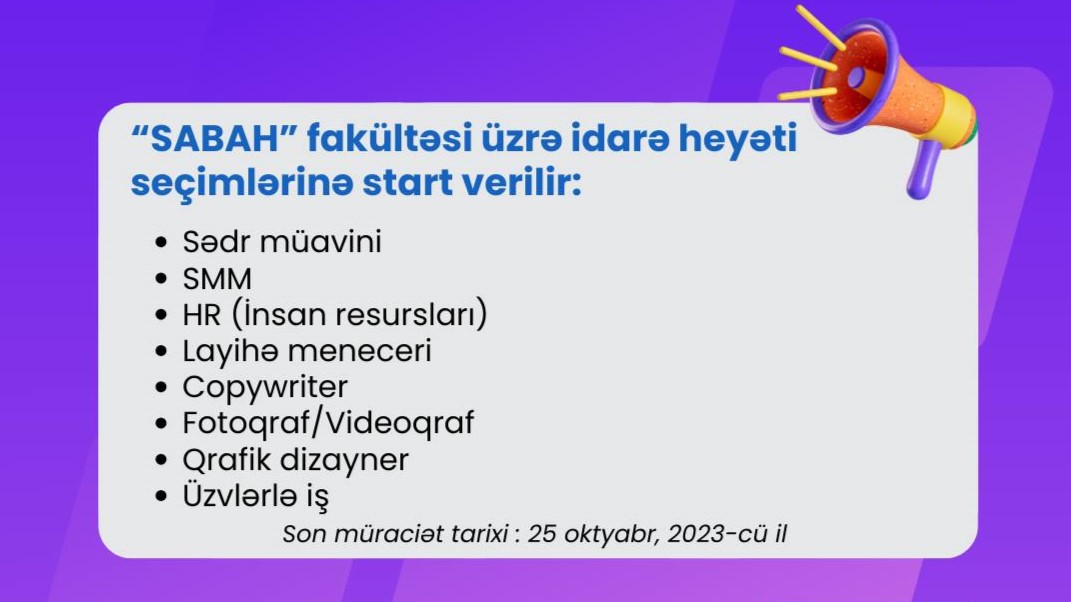 “SABAH” fakültəsi üzrə idarə heyəti
seçimlərinə start verilir:
• Sədr müavini
• SMM
• HR (İnsan resursları)
• Layihə meneceri
• Copywriter
• Fotoqraf/Videoqraf
• Qrafik dizayner
• Üzvlərlə iş
Son müraciət tarixi : 25 oktyabr, 2023-cü il